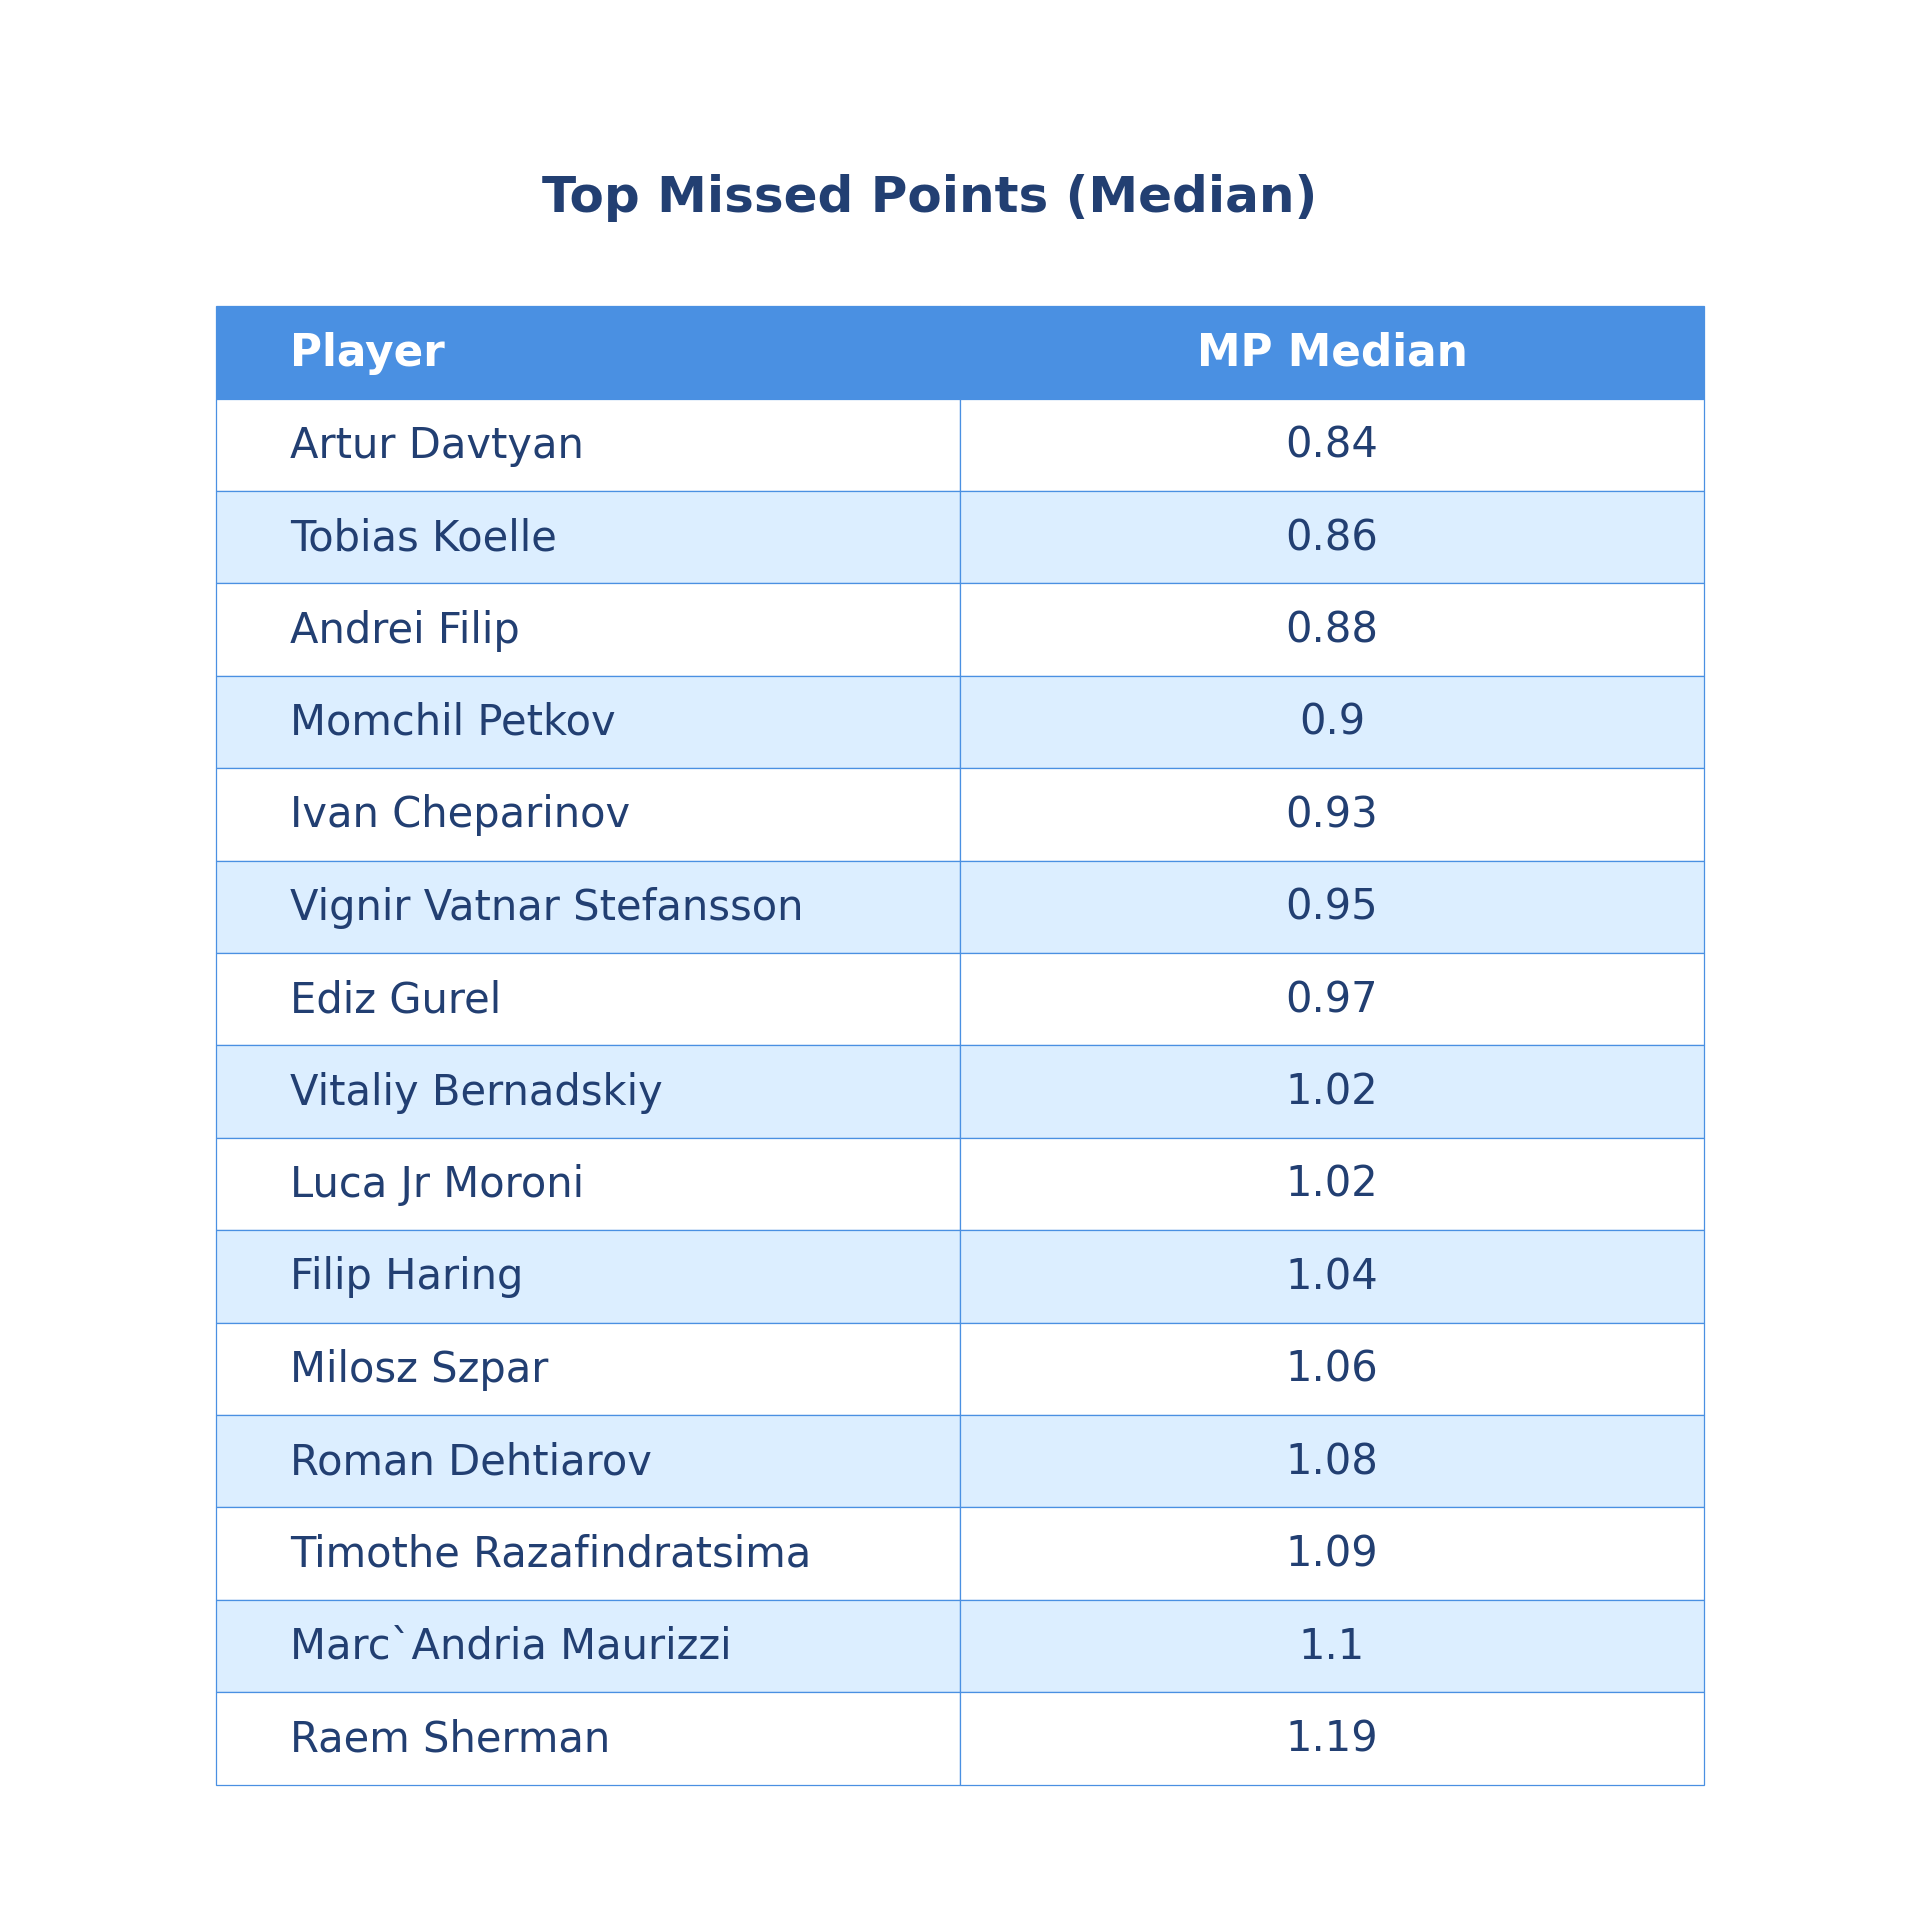 Top Missed Points (Median)
Player MP Median
Artur Davtyan 0.84
Tobias Koelle 0.86
Andrei Filip 0.88
Momchil Petkov 0.9
Ivan Cheparinov 0.93
Vignir Vatnar Stefansson 0.95
Ediz Gurel 0.97
Vitaliy Bernadskiy 1.02
Luca Jr Moroni 1.02
Filip Haring 1.04
Milosz Szpar 1.06
Roman Dehtiarov 1.08
Timothe Razafindratsima 1.09
Marc`Andria Maurizzi 1.1
Raem Sherman 1.19